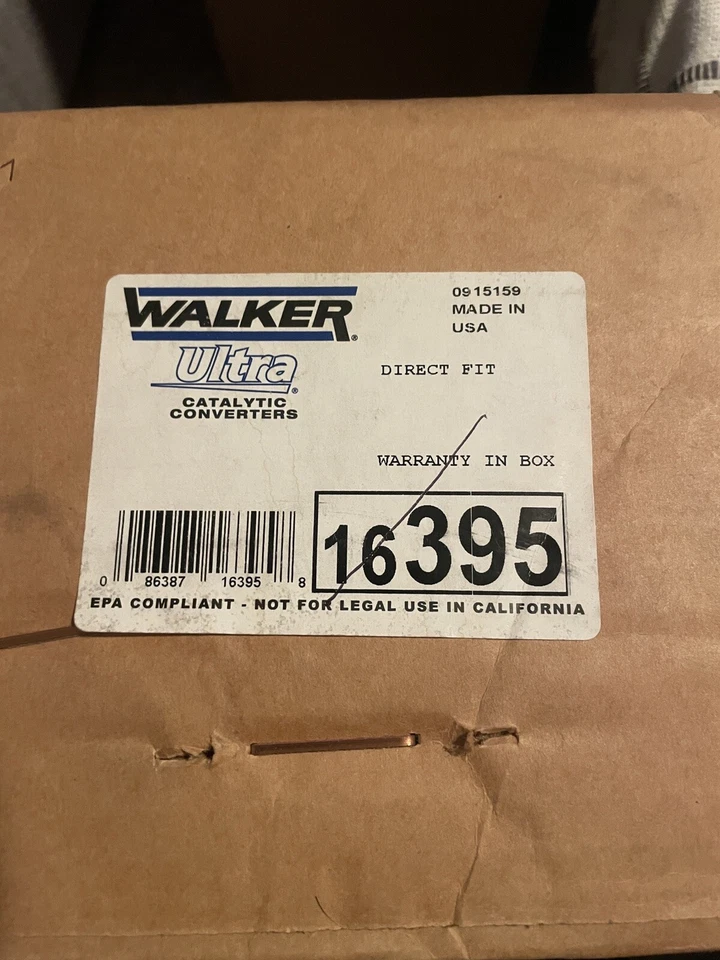 WALKER®
Ultra®
CATALYTIC
CONVERTERS
0915159
MADE IN
USA
DIRECT FIT
WARRANTY IN BOX
16395
0 86387 16395 8
EPA COMPLIANT - NOT FOR LEGAL USE IN CALIFORNIA